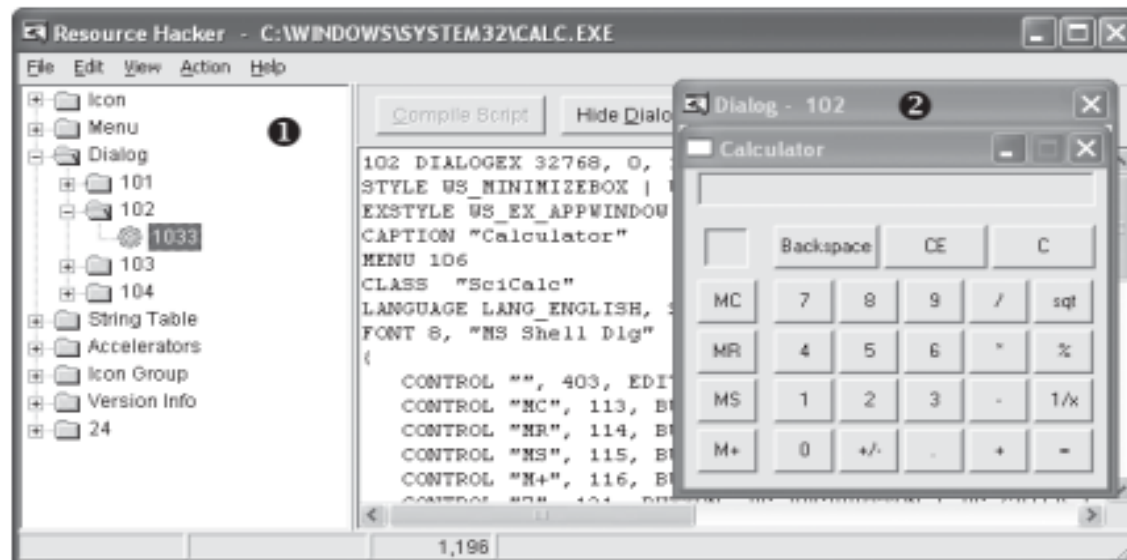 Resource Hacker - C:\WINDOWS\SYSTEM32\CALC.EXE
File Edit View Action Help
Icon
Menu
❶
Dialog
101
102
1033
103
104
String Table
Accelerators
Icon Group
Version Info
24
Compile Script
Hide Dialo
102 DIALOGEX 32768, 0,
STYLE WS_MINIMIZEBOX |
EXSTYLE WS_EX_APPWINDOW
CAPTION "Calculator"
MENU 106
CLASS "SciCalc"
LANGUAGE LANG_ENGLISH,
FONT 8, "MS Shell Dlg"
{
CONTROL "", 403, EDIT
CONTROL "MC", 113, BU
CONTROL "MR", 114, BU
CONTROL "MS", 115, BU
CONTROL "M+", 116, BU
Dialog - 102
❷
Calculator
Backspace CE C
MC 7 8 9 / sqt
MR 4 5 6 * %
MS 1 2 3 - 1/x
M+ 0 +/- . + =
1,196